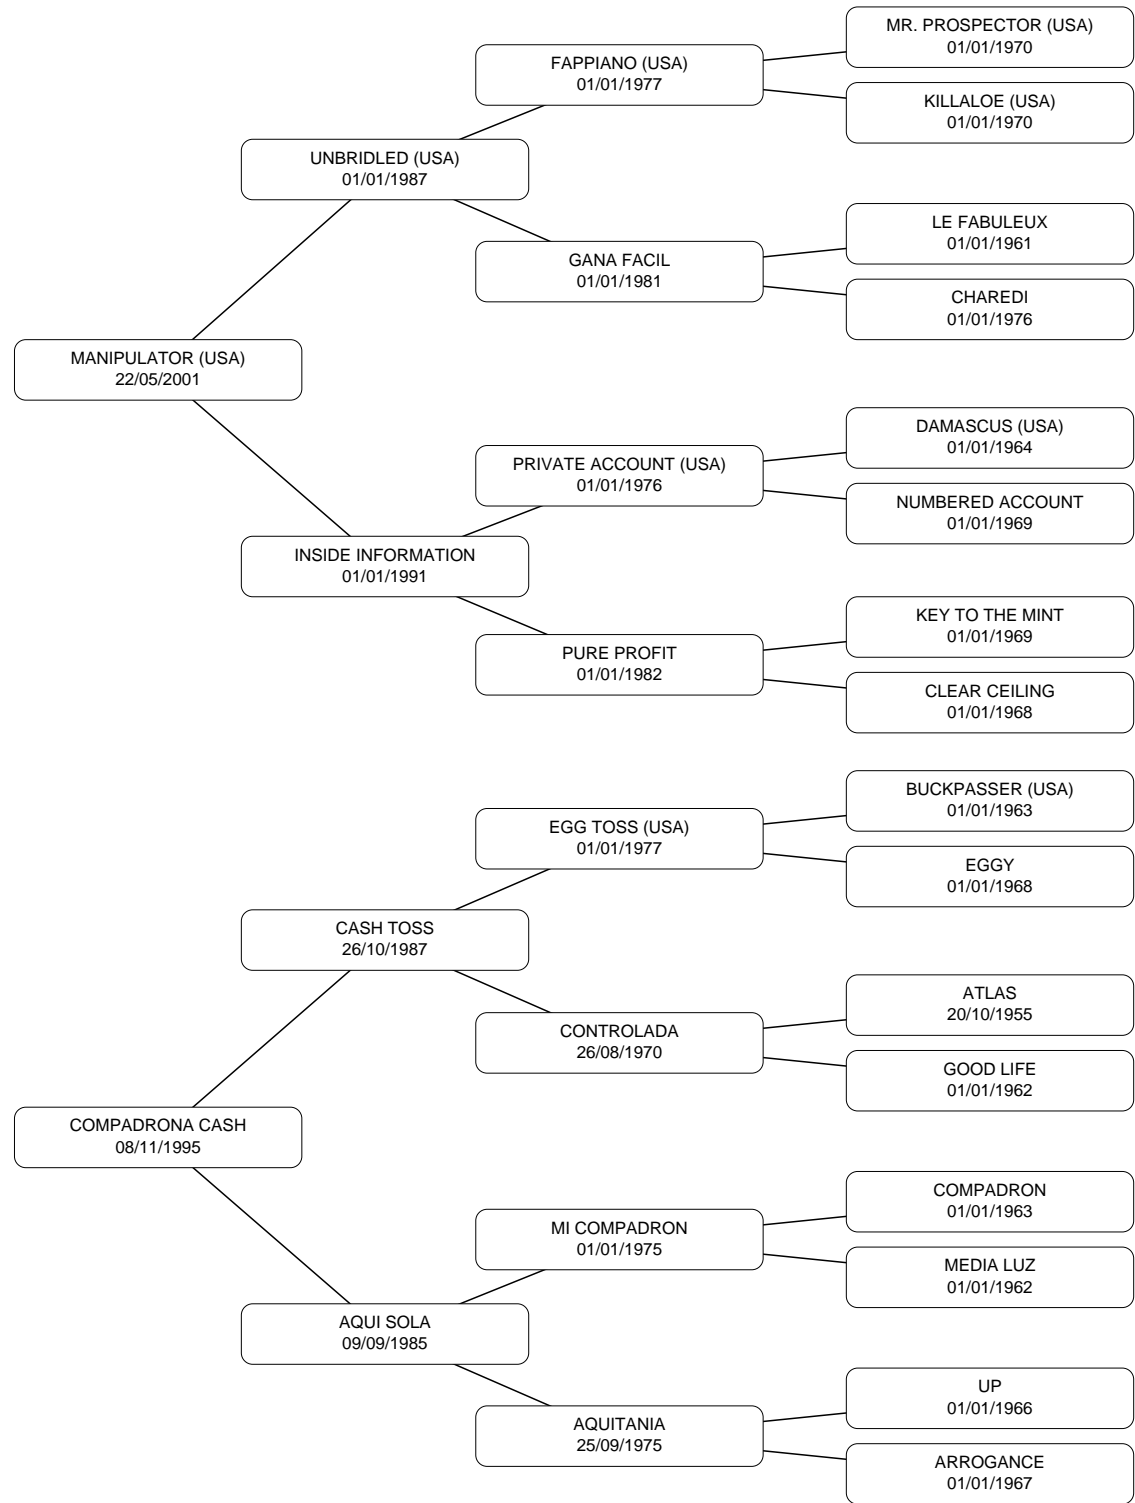 MR. PROSPECTOR (USA)
01/01/1970
FAPPIANO (USA)
01/01/1977
KILLALOE (USA)
01/01/1970
UNBRIDLED (USA)
01/01/1987
LE FABULEUX
01/01/1961
GANA FACIL
01/01/1981
CHAREDI
01/01/1976
MANIPULATOR (USA)
22/05/2001
DAMASCUS (USA)
01/01/1964
PRIVATE ACCOUNT (USA)
01/01/1976
NUMBERED ACCOUNT
01/01/1969
INSIDE INFORMATION
01/01/1991
KEY TO THE MINT
01/01/1969
PURE PROFIT
01/01/1982
CLEAR CEILING
01/01/1968
BUCKPASSER (USA)
01/01/1963
EGG TOSS (USA)
01/01/1977
EGGY
01/01/1968
CASH TOSS
26/10/1987
ATLAS
20/10/1955
CONTROLADA
26/08/1970
GOOD LIFE
01/01/1962
COMPADRONA CASH
08/11/1995
COMPADRON
01/01/1963
MI COMPADRON
01/01/1975
MEDIA LUZ
01/01/1962
AQUI SOLA
09/09/1985
UP
01/01/1966
AQUITANIA
25/09/1975
ARROGANCE
01/01/1967